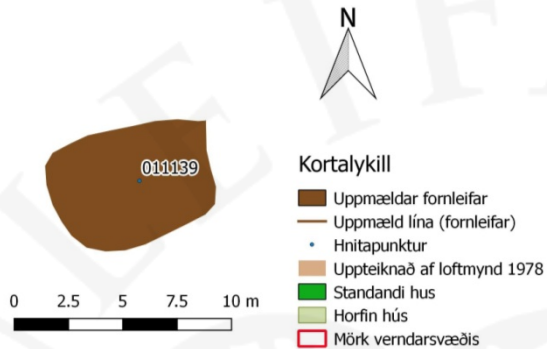 N
011139
Kortalykill
Uppmældar fornleifar
Uppmæld lína (fornleifar)
Hnitapunktur
Uppteiknað af loftmynd 1978
Standandi hus
Horfin hús
Mörk verndarsvæðis
0 2.5 5 7.5 10 m